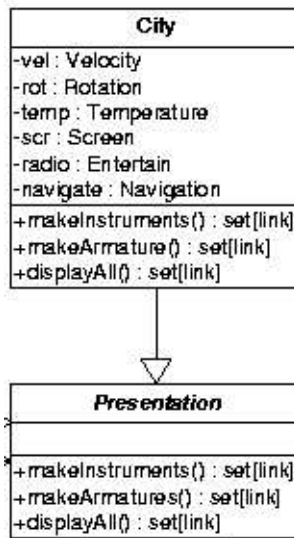 City
-vel : Velocity
-rot : Rotation
-temp : Temperature
-scr : Screen
-radio : Entertain
-navigate : Navigation
+makeInstruments() : set[link]
+makeArmature() : set[link]
+displayAll() : set[link]
Presentation
+makeInstruments() : set[link]
+makeArmatures() : set[link]
+displayAll() : set[link]